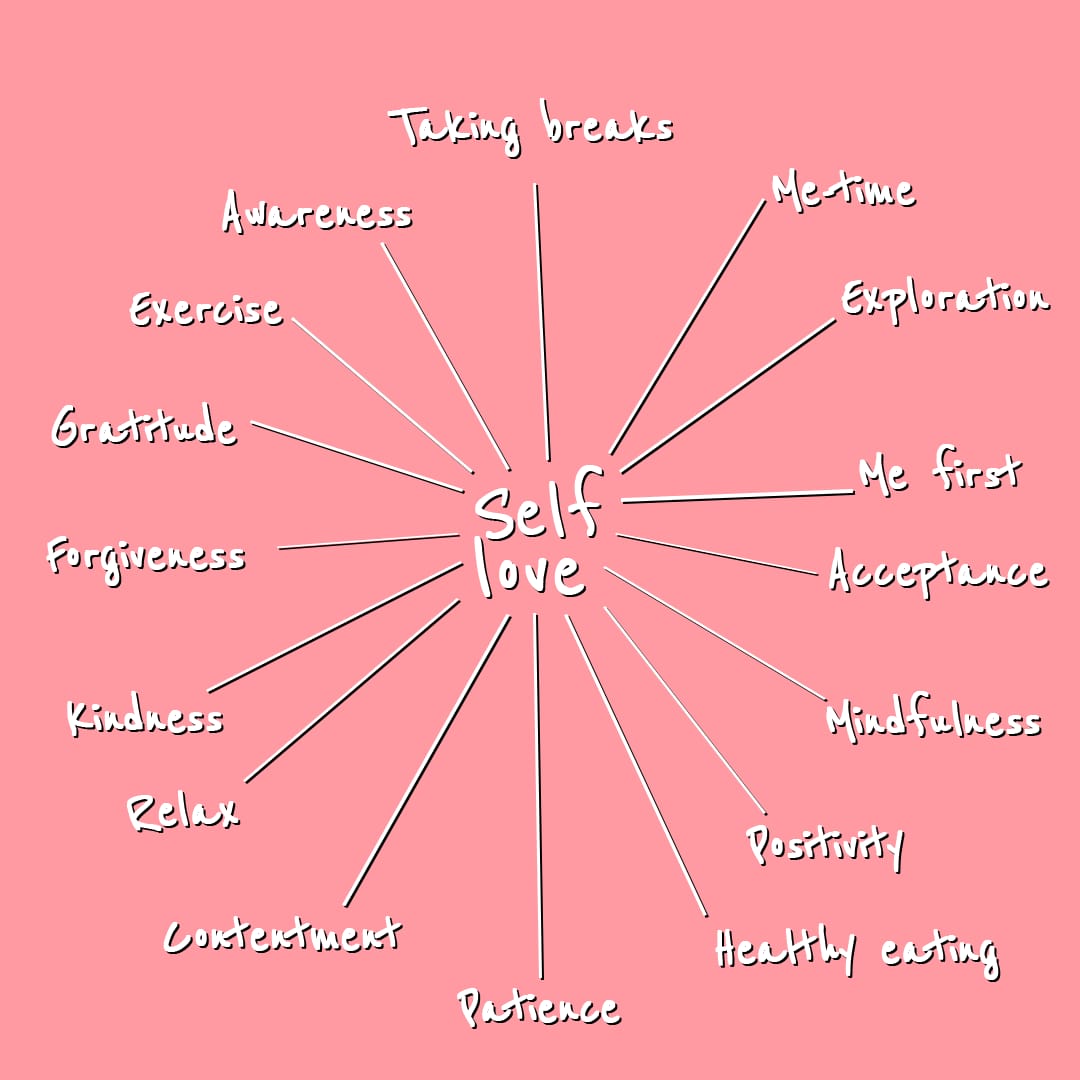 Taking breaks
Me-time
Awareness
Exploration
Exercise
Gratitude
Me first
Self
love
Forgiveness
Acceptance
Kindness
Mindfulness
Relax
Positivity
Contentment
Healthy eating
Patience